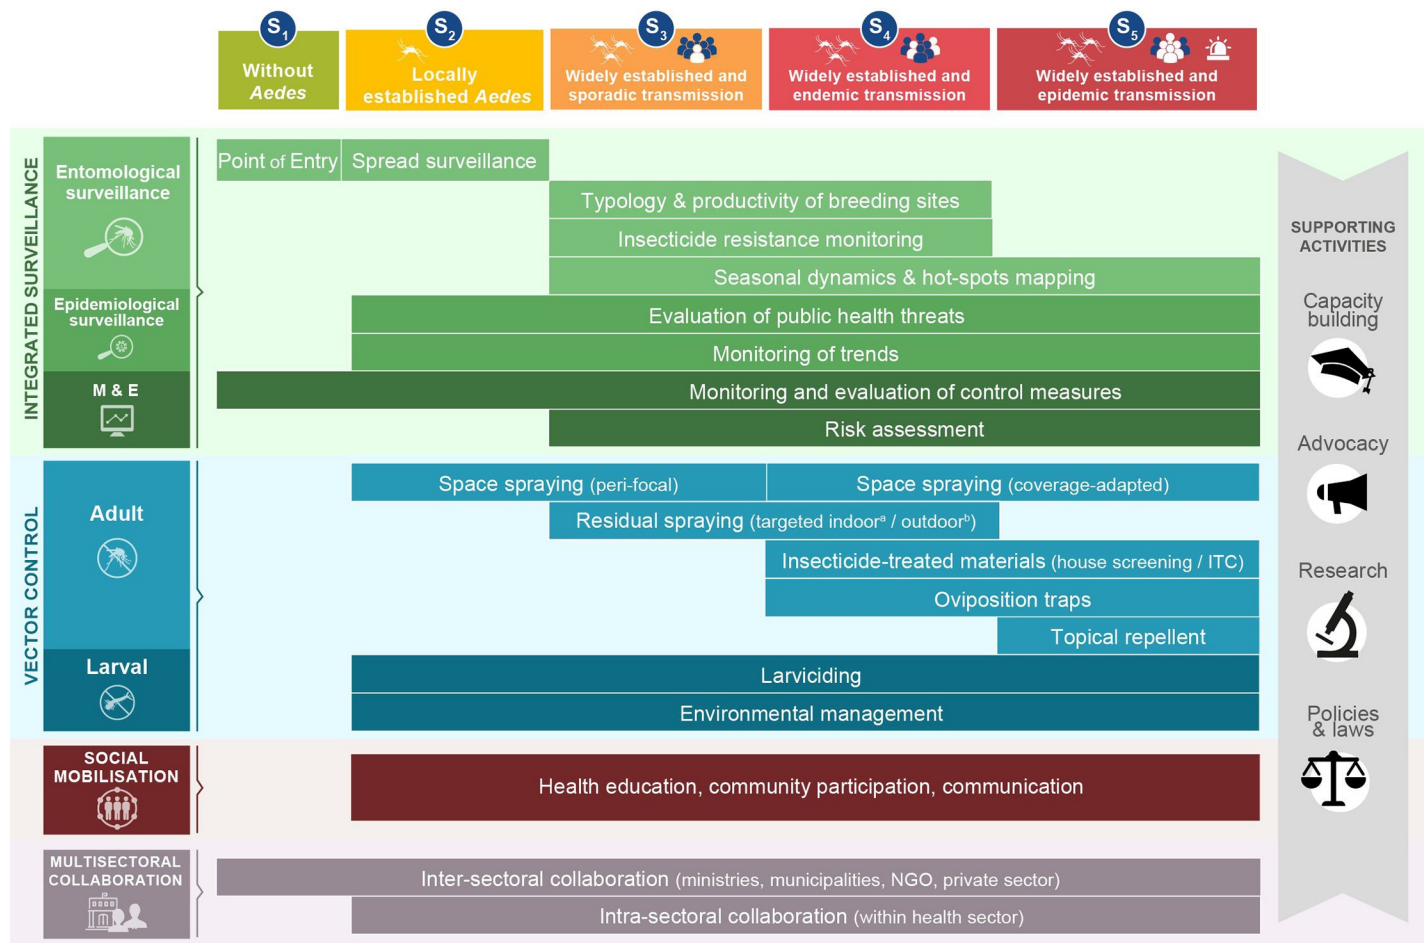 S1
Without
Aedes
S2
Locally
established Aedes
S3
Widely established and
sporadic transmission
S4
Widely established and
endemic transmission
S5
Widely established and
epidemic transmission
INTEGRATED SURVEILLANCE
Entomological
surveillance
Point of Entry
Spread surveillance
Typology & productivity of breeding sites
Insecticide resistance monitoring
Seasonal dynamics & hot-spots mapping
Epidemiological
surveillance
Evaluation of public health threats
Monitoring of trends
M & E
Monitoring and evaluation of control measures
Risk assessment
VECTOR CONTROL
Adult
Space spraying (peri-focal)
Space spraying (coverage-adapted)
Residual spraying (targeted indoorª / outdoorᵇ)
Insecticide-treated materials (house screening / ITC)
Oviposition traps
Topical repellent
Larval
Larviciding
Environmental management
SOCIAL
MOBILISATION
Health education, community participation, communication
MULTISECTORAL
COLLABORATION
Inter-sectoral collaboration (ministries, municipalities, NGO, private sector)
Intra-sectoral collaboration (within health sector)
SUPPORTING
ACTIVITIES
Capacity
building
Advocacy
Research
Policies
& laws